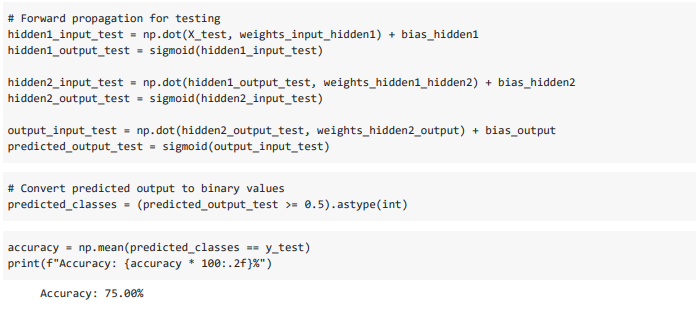 # Forward propagation for testing
hidden1_input_test = np.dot(X_test, weights_input_hidden1) + bias_hidden1
hidden1_output_test = sigmoid(hidden1_input_test)
hidden2_input_test = np.dot(hidden1_output_test, weights_hidden1_hidden2) + bias_hidden2
hidden2_output_test = sigmoid(hidden2_input_test)
output_input_test = np.dot(hidden2_output_test, weights_hidden2_output) + bias_output
predicted_output_test = sigmoid(output_input_test)
# Convert predicted output to binary values
predicted_classes = (predicted_output_test >= 0.5).astype(int)
accuracy = np.mean(predicted_classes == y_test)
print(f"Accuracy: {accuracy * 100:.2f}%")
Accuracy: 75.00%